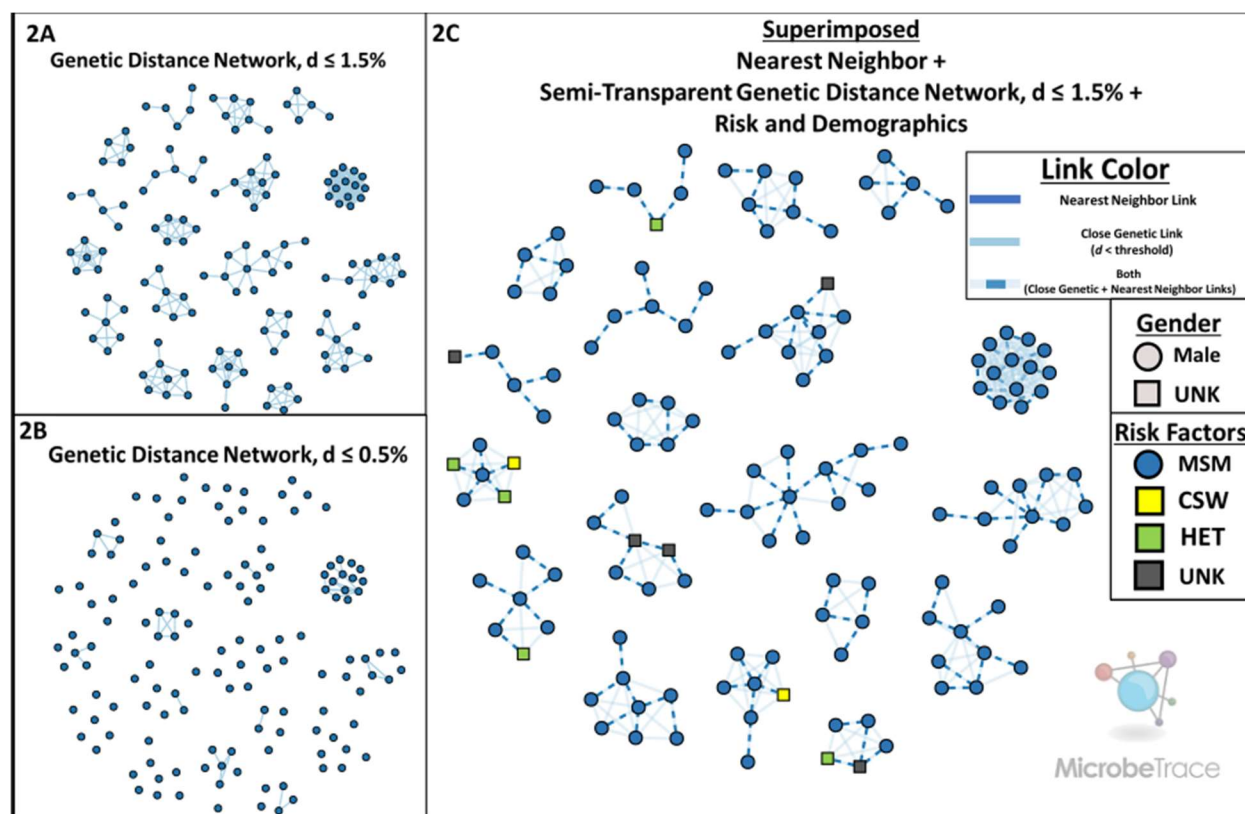 2A
Genetic Distance Network, d ≤ 1.5%
2B
Genetic Distance Network, d ≤ 0.5%
2C
Superimposed
Nearest Neighbor +
Semi-Transparent Genetic Distance Network, d ≤ 1.5% +
Risk and Demographics
Link Color
Nearest Neighbor Link
Close Genetic Link
(d < threshold)
Both
(Close Genetic + Nearest Neighbor Links)
Gender
Male
UNK
Risk Factors
MSM
CSW
HET
UNK
MicrobeTrace